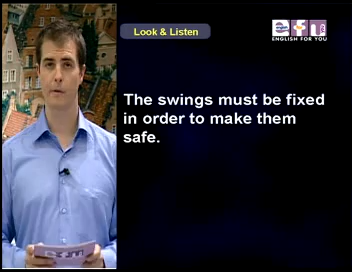 Look & Listen
efu
ENGLISH FOR YOU
The swings must be fixed
in order to make them
safe.